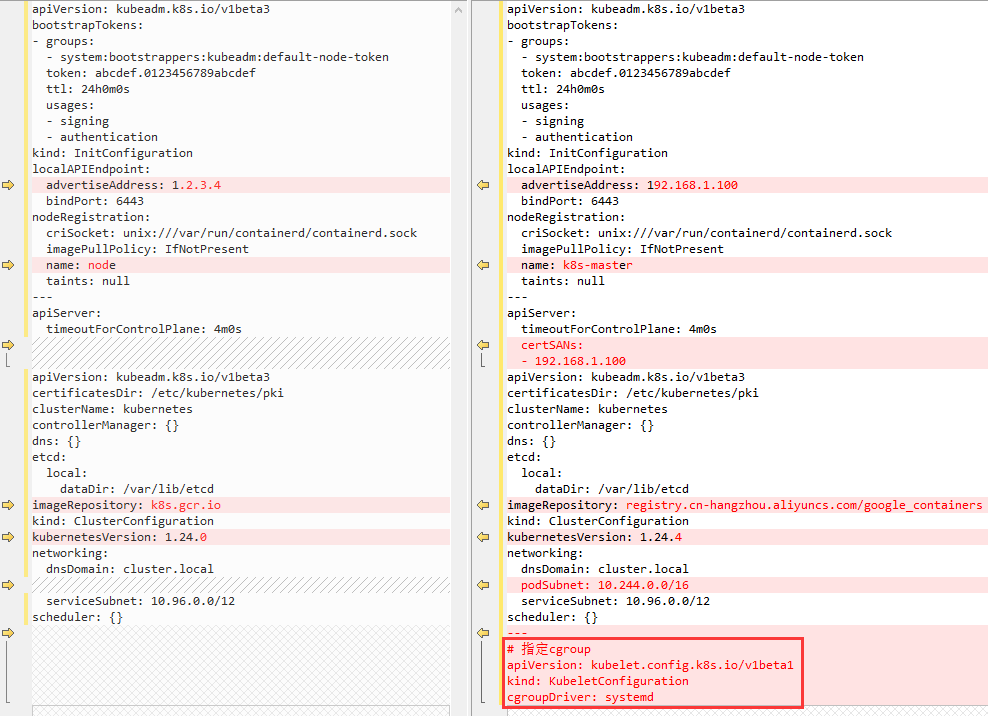 apiVersion: kubeadm.k8s.io/v1beta3
bootstrapTokens:
- groups:
  - system:bootstrappers:kubeadm:default-node-token
  token: abcdef.0123456789abcdef
  ttl: 24h0m0s
  usages:
  - signing
  - authentication
kind: InitConfiguration
localAPIEndpoint:
  advertiseAddress: 1.2.3.4
  bindPort: 6443
nodeRegistration:
  criSocket: unix:///var/run/containerd/containerd.sock
  imagePullPolicy: IfNotPresent
  name: node
  taints: null
---
apiServer:
  timeoutForControlPlane: 4m0s
apiVersion: kubeadm.k8s.io/v1beta3
certificatesDir: /etc/kubernetes/pki
clusterName: kubernetes
controllerManager: {}
dns: {}
etcd:
  local:
    dataDir: /var/lib/etcd
imageRepository: k8s.gcr.io
kind: ClusterConfiguration
kubernetesVersion: 1.24.0
networking:
  dnsDomain: cluster.local
  serviceSubnet: 10.96.0.0/12
scheduler: {}
apiVersion: kubeadm.k8s.io/v1beta3
bootstrapTokens:
- groups:
  - system:bootstrappers:kubeadm:default-node-token
  token: abcdef.0123456789abcdef
  ttl: 24h0m0s
  usages:
  - signing
  - authentication
kind: InitConfiguration
localAPIEndpoint:
  advertiseAddress: 192.168.1.100
  bindPort: 6443
nodeRegistration:
  criSocket: unix:///var/run/containerd/containerd.sock
  imagePullPolicy: IfNotPresent
  name: k8s-master
  taints: null
---
apiServer:
  timeoutForControlPlane: 4m0s
  certSANs:
  - 192.168.1.100
apiVersion: kubeadm.k8s.io/v1beta3
certificatesDir: /etc/kubernetes/pki
clusterName: kubernetes
controllerManager: {}
dns: {}
etcd:
  local:
    dataDir: /var/lib/etcd
imageRepository: registry.cn-hangzhou.aliyuncs.com/google_containers
kind: ClusterConfiguration
kubernetesVersion: 1.24.4
networking:
  dnsDomain: cluster.local
  podSubnet: 10.244.0.0/16
  serviceSubnet: 10.96.0.0/12
scheduler: {}
---
# 指定cgroup
apiVersion: kubelet.config.k8s.io/v1beta1
kind: KubeletConfiguration
cgroupDriver: systemd